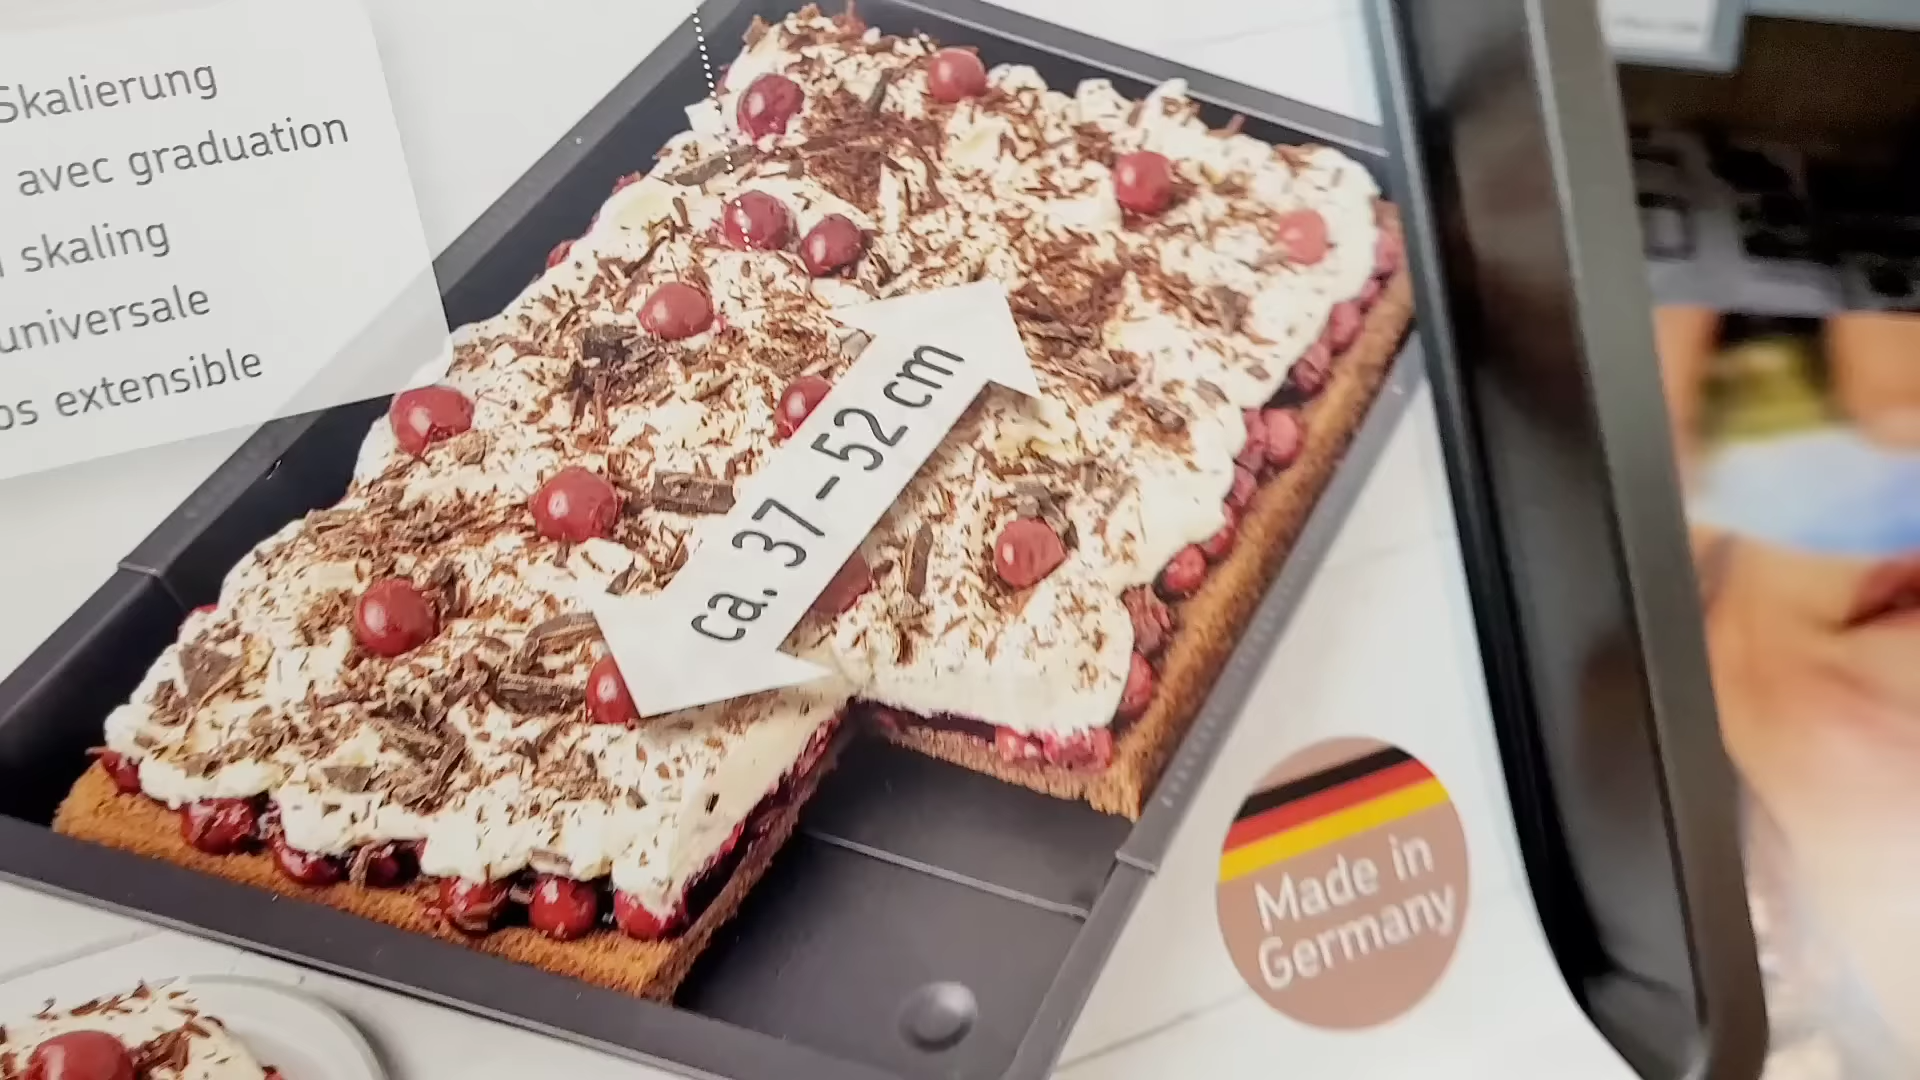 Skalierung
avec graduation
skaling
universale
extensible
ca. 37-52 cm
Made in
Germany